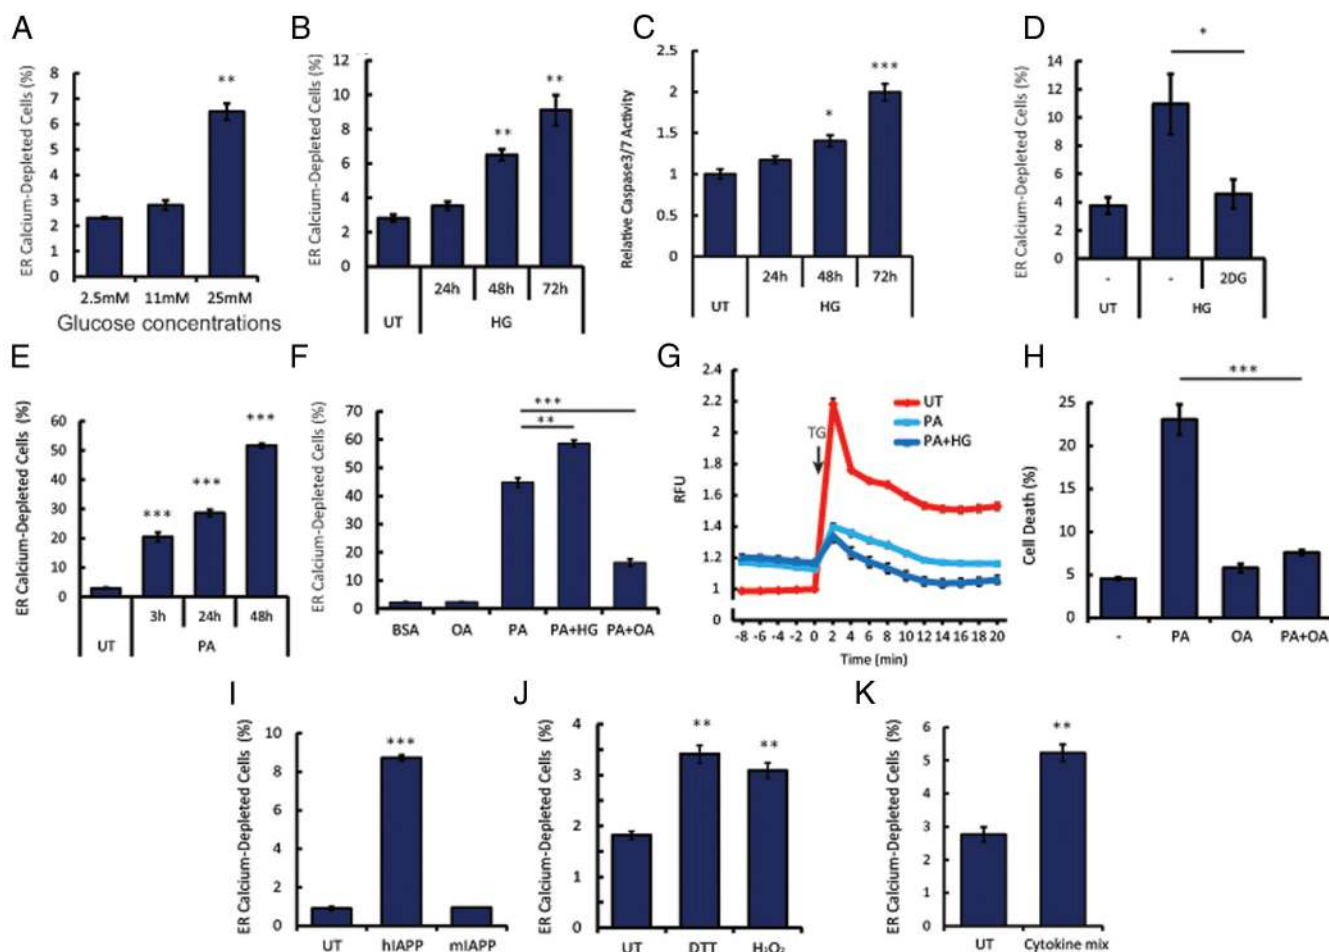 A
ER Calcium-Depleted Cells (%)
8
7
6
5
4
3
2
1
0
**
2.5mM 11mM 25mM
Glucose concentrations
B
ER Calcium-Depleted Cells (%)
12
10
8
6
4
2
0
**
**
24h 48h 72h
UT HG
C
Relative Caspase3/7 Activity
2.5
2
1.5
1
0.5
0
*
***
24h 48h 72h
UT HG
D
ER Calcium-Depleted Cells (%)
14
12
10
8
6
4
2
0
*
- - 2DG
UT HG
E
ER Calcium-Depleted Cells (%)
60
50
40
30
20
10
0
***
***
***
3h 24h 48h
UT PA
F
ER Calcium-Depleted Cells (%)
70
60
50
40
30
20
10
0
***
**
BSA OA PA PA+HG PA+OA
G
RFU
2.4
2.2
2
1.8
1.6
1.4
1.2
1
0
TG
UT
PA
PA+HG
-8 -6 -4 -2 0 2 4 6 8 10 12 14 16 18 20
Time (min)
H
Cell Death (%)
25
20
15
10
5
0
***
- PA OA PA+OA
I
ER Calcium-Depleted Cells (%)
10
8
6
4
2
0
***
UT hIAPP mIAPP
J
ER Calcium-Depleted Cells (%)
4
3
2
1
0
**
**
UT DTT H₂O₂
K
ER Calcium-Depleted Cells (%)
6
5
4
3
2
1
0
**
UT Cytokine mix